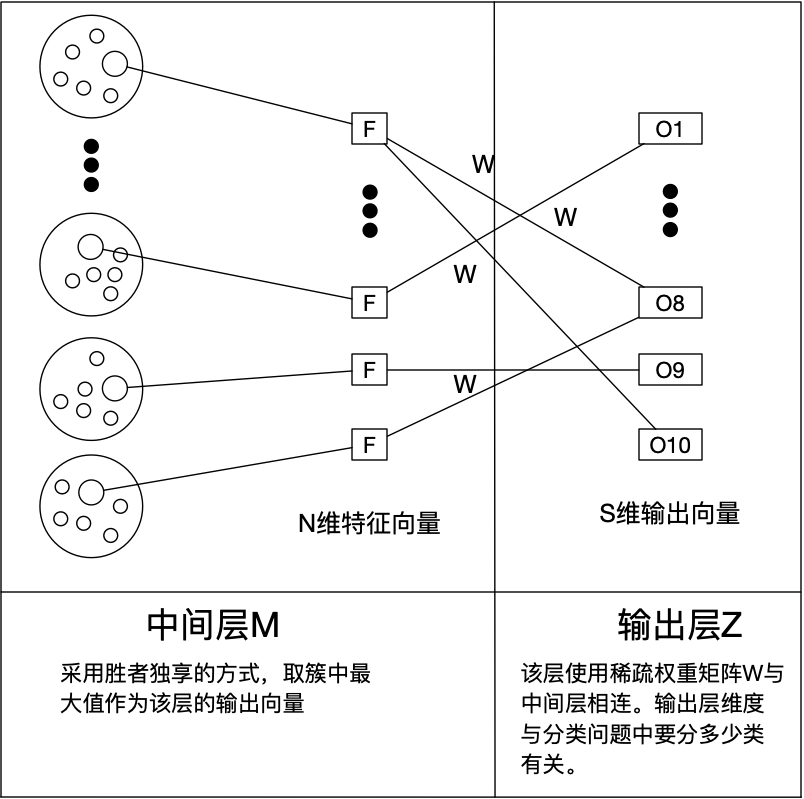 F
O1
W
W
W
F
O8
F
O9
W
F
O10
N维特征向量
S维输出向量
中间层M
采用胜者独享的方式，取簇中最
大值作为该层的输出向量
输出层Z
该层使用稀疏权重矩阵W与
中间层相连。输出层维度
与分类问题中要分多少类
有关。